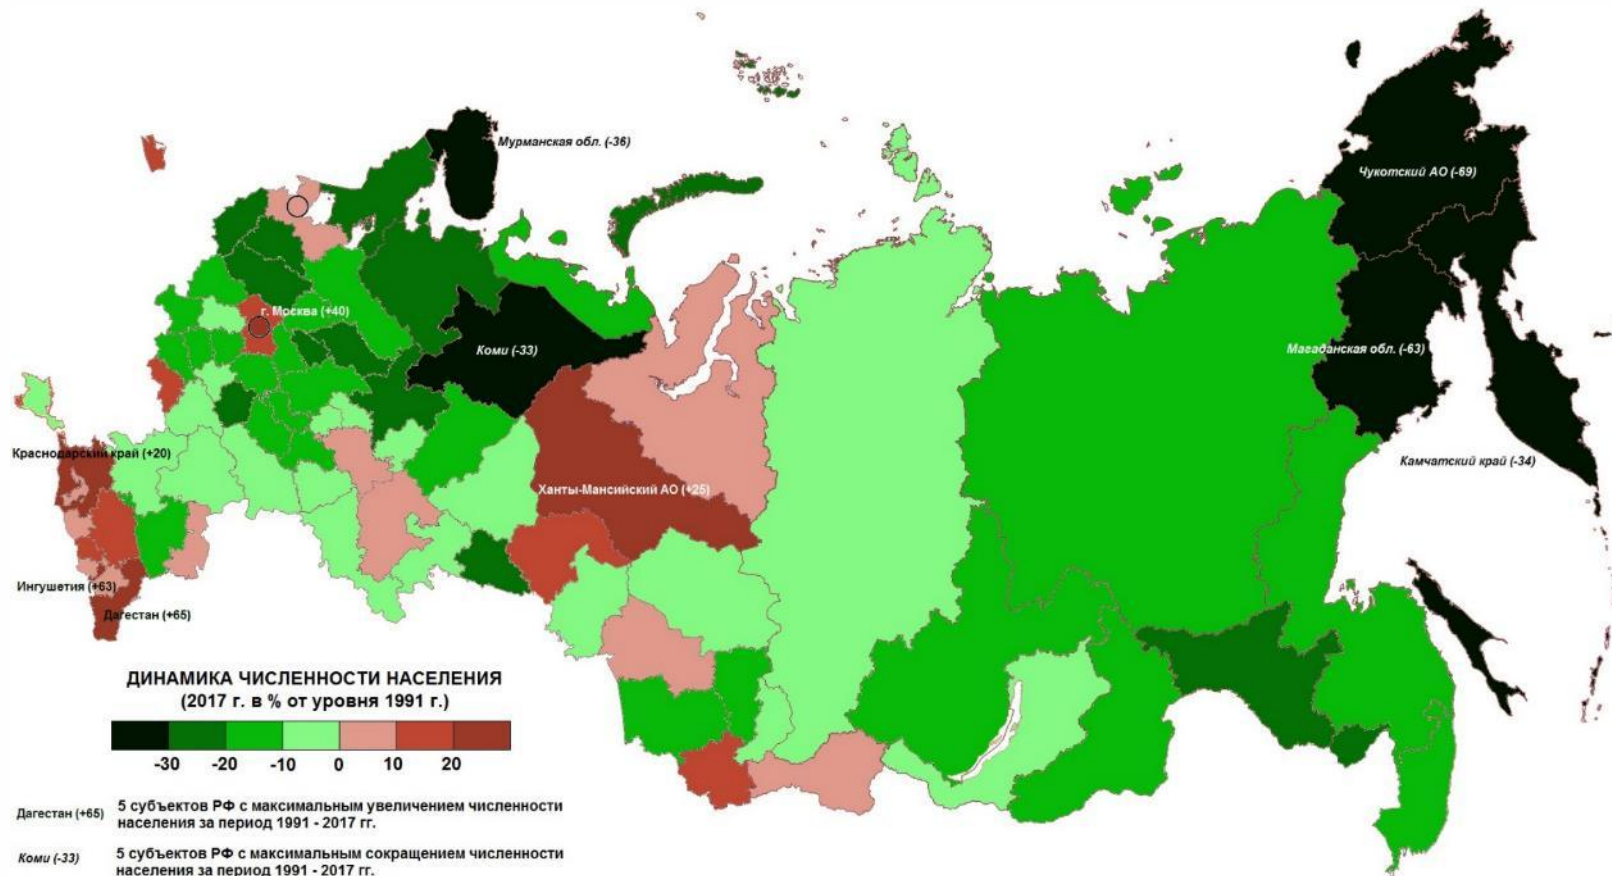 Мурманская обл. (-36)
Чукотский АО (-69)
г. Москва (+40)
Коми (-33)
Магаданская обл. (-63)
Краснодарский край (+20)
Камчатский край (-34)
Ханты-Мансийский АО (+25)
Ингушетия (+63)
Дагестан (+65)
ДИНАМИКА ЧИСЛЕННОСТИ НАСЕЛЕНИЯ
(2017 г. в % от уровня 1991 г.)
-30 -20 -10 0 10 20
Дагестан (+65) 5 субъектов РФ с максимальным увеличением численности
населения за период 1991 - 2017 гг.
Коми (-33) 5 субъектов РФ с максимальным сокращением численности
населения за период 1991 - 2017 гг.